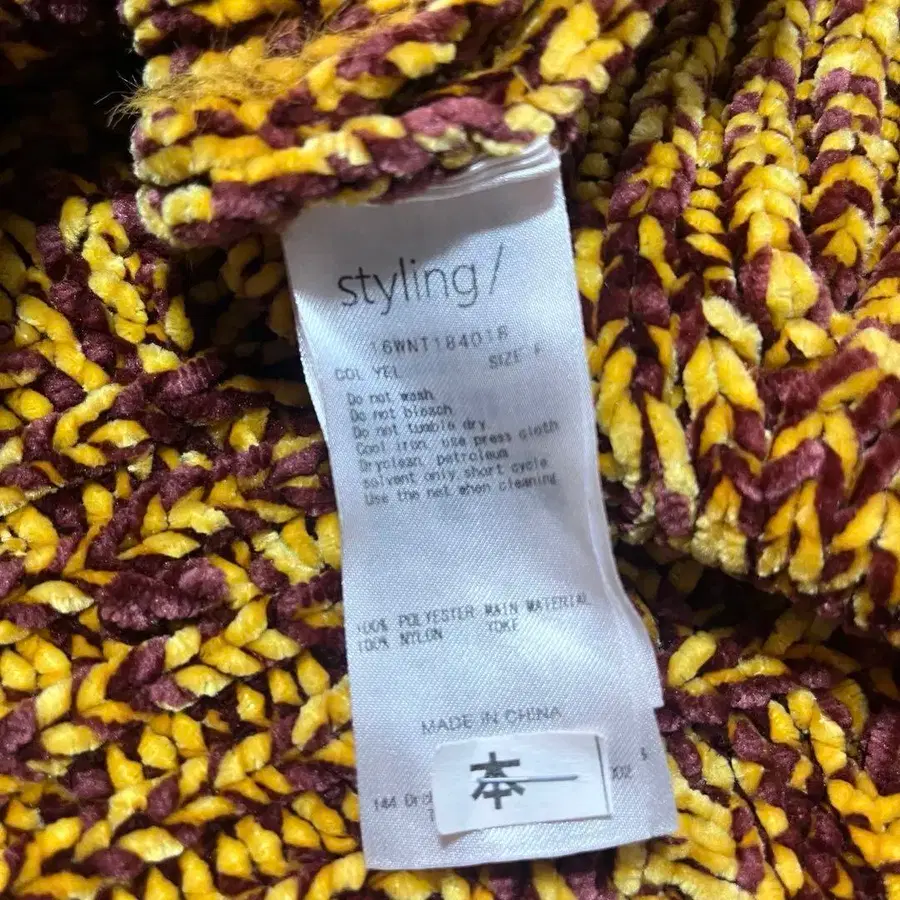 styling/
16WNT184016
COL YEL SIZE F
Do not wash
Do not bleach
Do not tumble dry
Cool iron, use press cloth
Dryclean, petroleum
solvent only short cycle
Use the net when cleaning
100% POLYESTER MAIN MATERIAL
100% NYLON YOKE
MADE IN CHINA
本
144